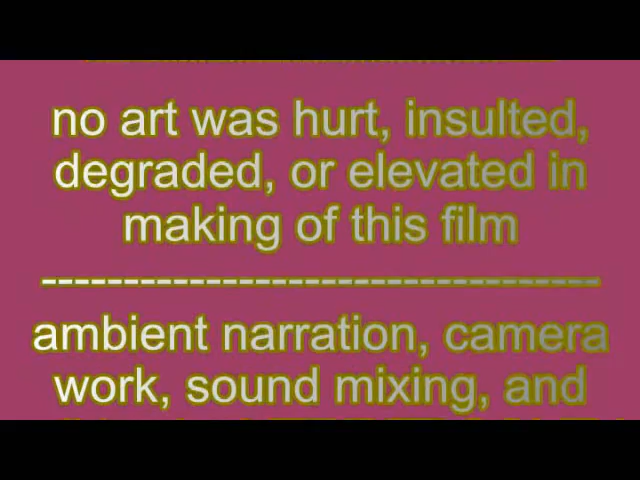 no art was hurt, insulted,
degraded, or elevated in
making of this film
-----------------------------------
ambient narration, camera
work, sound mixing, and